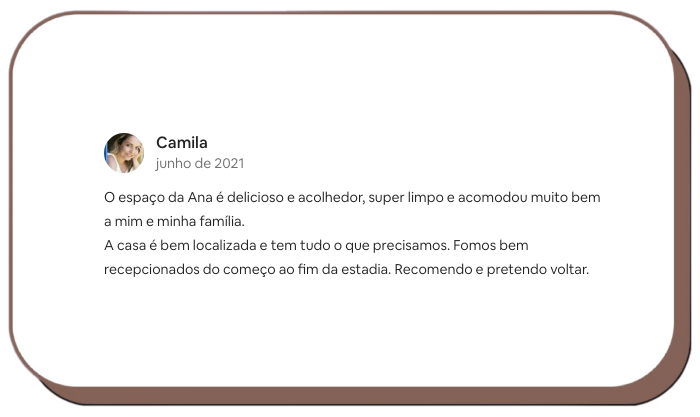 Camila
junho de 2021
O espaço da Ana é delicioso e acolhedor, super limpo e acomodou muito bem
a mim e minha família.
A casa é bem localizada e tem tudo o que precisamos. Fomos bem
recepcionados do começo ao fim da estadia. Recomendo e pretendo voltar.